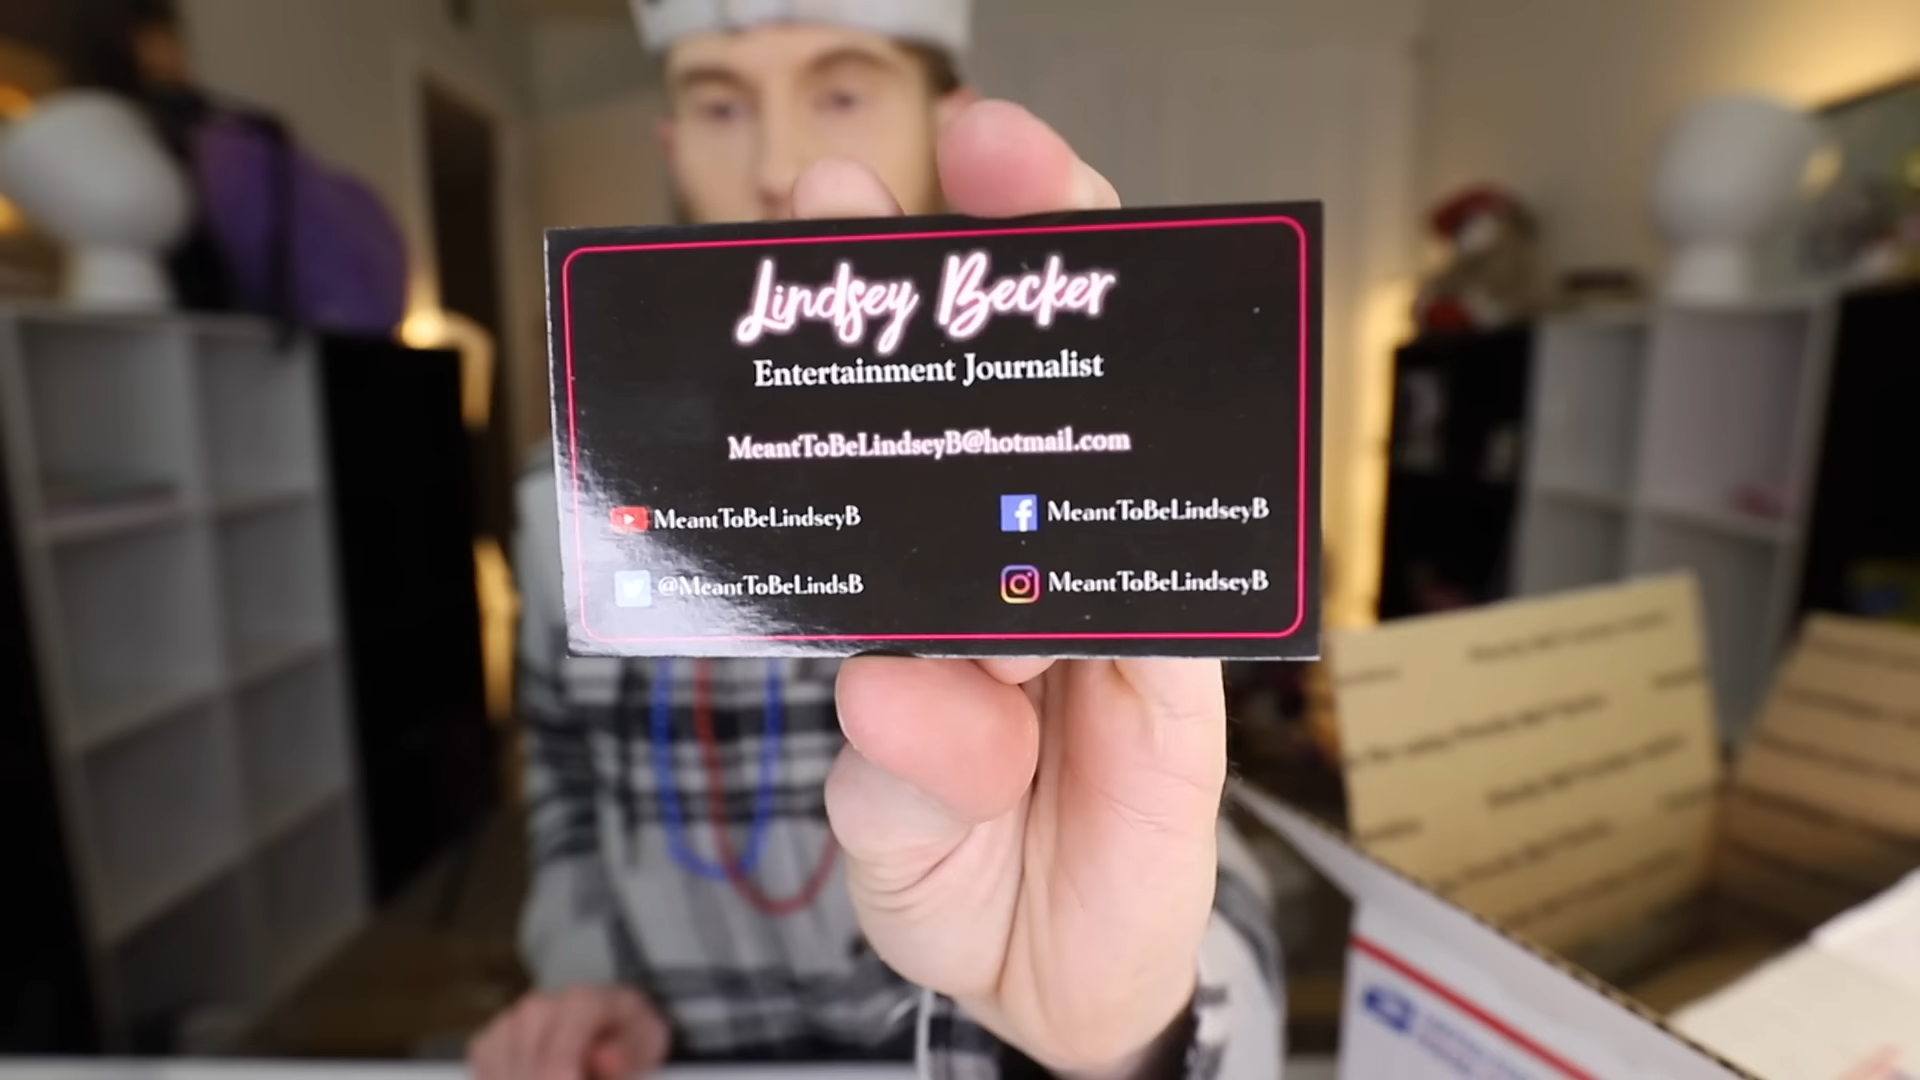 Lindsey Becker
Entertainment Journalist
MeantToBeLindseyB@hotmail.com
MeantToBeLindseyB
MeantToBeLindseyB
@MeantToBeLindsB
MeantToBeLindseyB